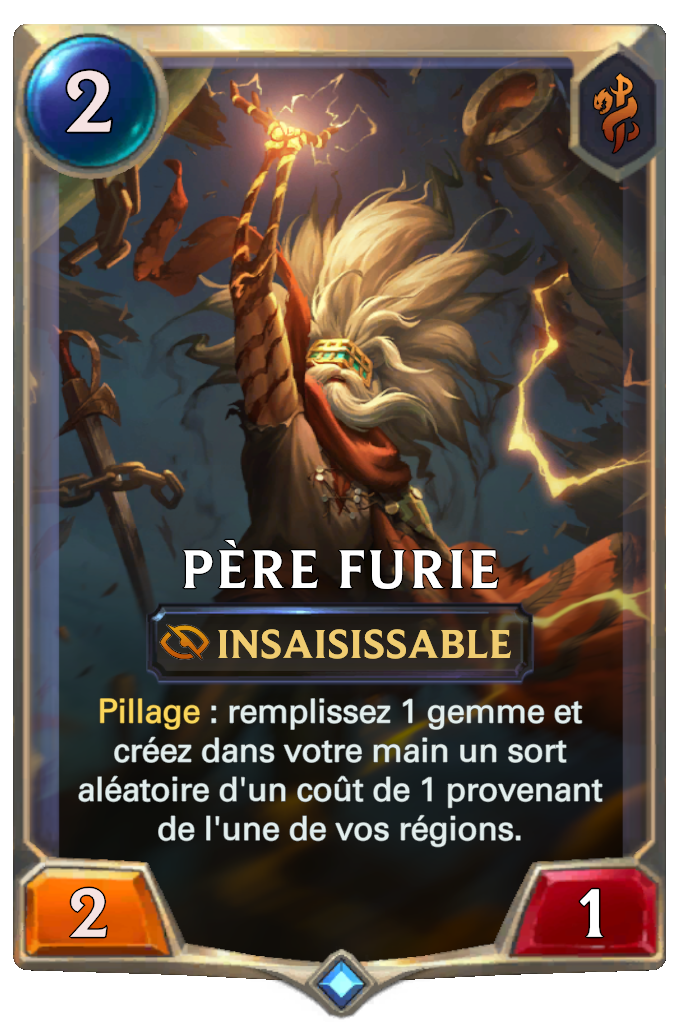 2
PÈRE FURIE
INSAISISSABLE
Pillage : remplissez 1 gemme et
créez dans votre main un sort
aléatoire d'un coût de 1 provenant
de l'une de vos régions.
2
1